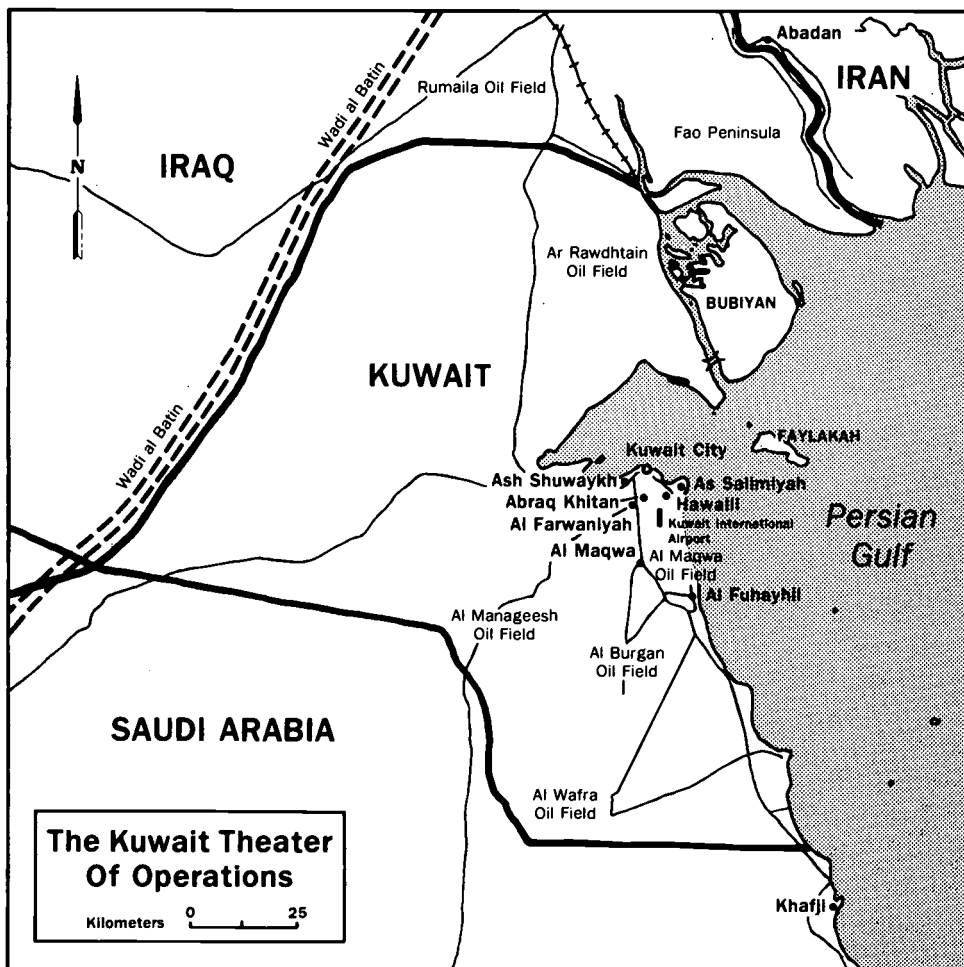 Abadan
IRAN
Rumaila Oil Field
Wadi al Batin
Fao Peninsula
N
IRAQ
Ar Rawdhtain
Oil Field
BUBIYAN
KUWAIT
Wadi al Batin
FAYLAKAH
Kuwait City
Ash Shuwaykh
As Salimiyah
Abraq Khitan
Hawalli
Al Farwaniyah
Kuwait International
Airport
Persian
Gulf
Al Maqwa
Al Maqwa
Oil Field
Al Fuhayhil
Al Manageesh
Oil Field
Al Burgan
Oil Field
SAUDI ARABIA
Al Wafra
Oil Field
The Kuwait Theater
Of Operations
Kilometers 0 25
Khafji